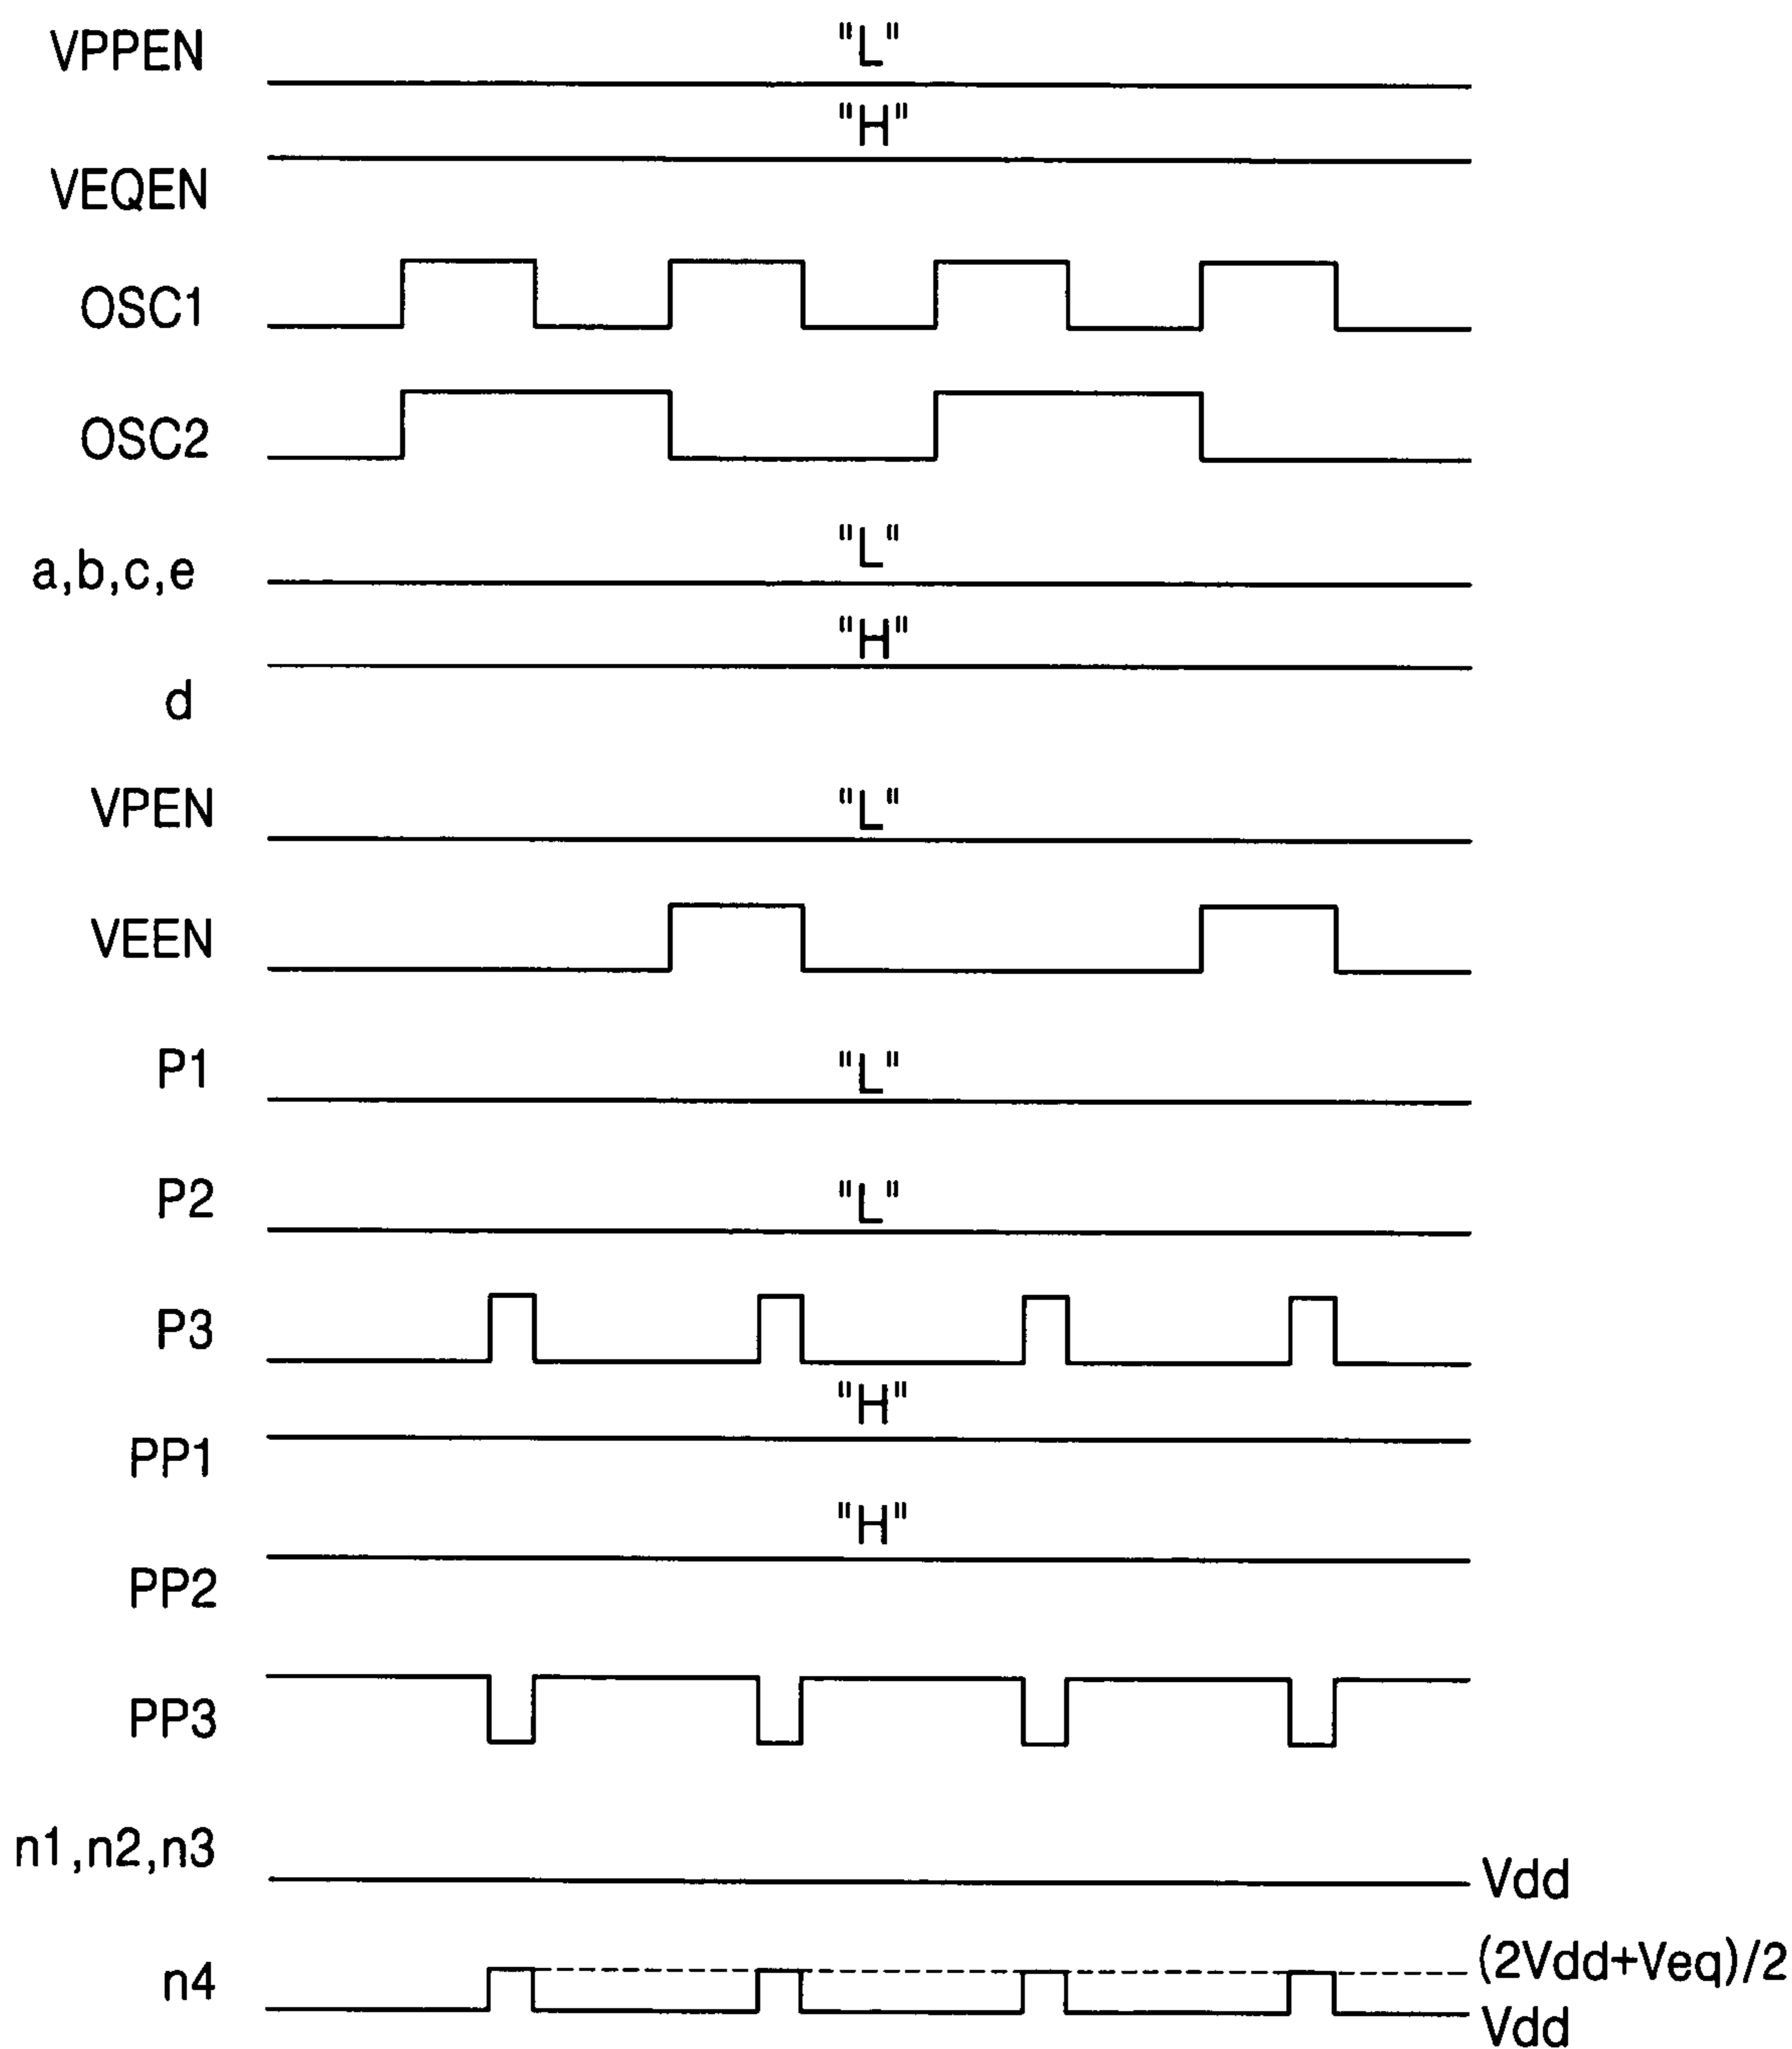 VPPEN "L"
VEQEN "H"
OSC1
OSC2
a,b,c,e "L"
d "H"
VPEN "L"
VEEN
P1 "L"
P2 "L"
P3
PP1 "H"
PP2 "H"
PP3
n1,n2,n3 Vdd
n4 (2Vdd+Veq)/2
Vdd